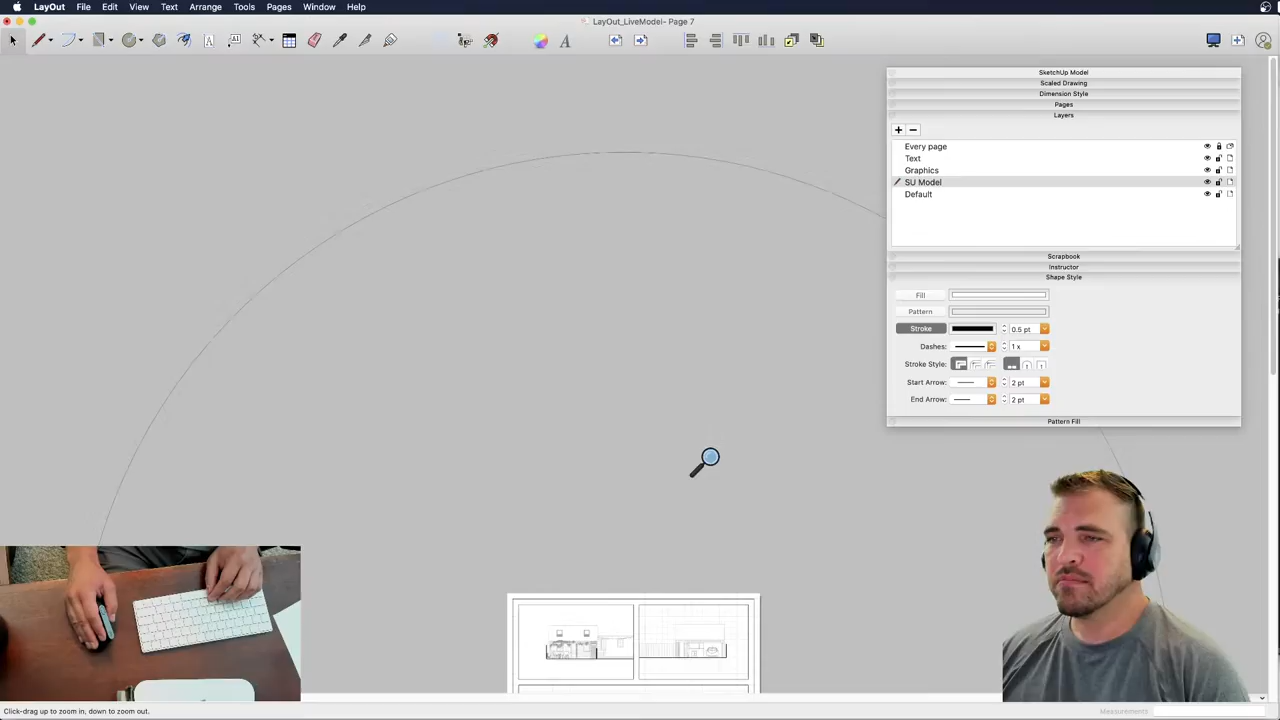 LayOut File Edit View Text Arrange Tools Pages Window Help
LayOut_LiveModel- Page 7
SketchUp Model
Scaled Drawing
Dimension Style
Pages
Layers
Every page
Text
Graphics
SU Model
Default
Scrapbook
Instructor
Shape Style
Fill
Pattern
Stroke 0.5 pt
Dashes: 1 x
Stroke Style:
Start Arrow: 2 pt
End Arrow: 2 pt
Pattern Fill
Click-drag up to zoom in, down to zoom out.
Measurements